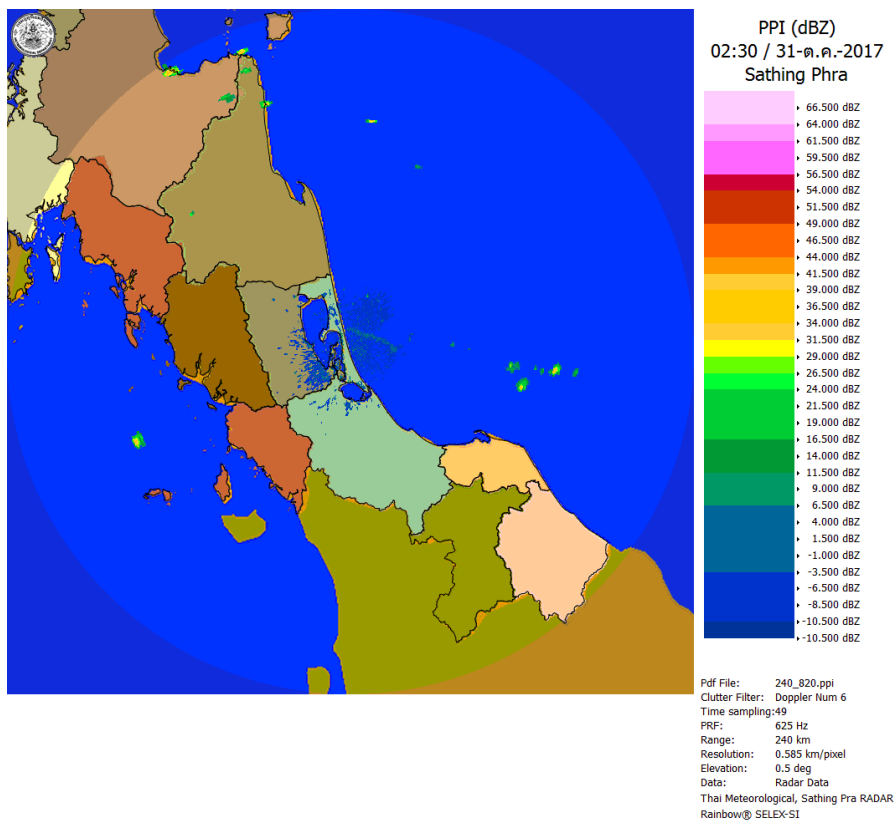 PPI (dBZ)
02:30 / 31-ต.ค.-2017
Sathing Phra
66.500 dBZ
64.000 dBZ
61.500 dBZ
59.500 dBZ
56.500 dBZ
54.000 dBZ
51.500 dBZ
49.000 dBZ
46.500 dBZ
44.000 dBZ
41.500 dBZ
39.000 dBZ
36.500 dBZ
34.000 dBZ
31.500 dBZ
29.000 dBZ
26.500 dBZ
24.000 dBZ
21.500 dBZ
19.000 dBZ
16.500 dBZ
14.000 dBZ
11.500 dBZ
9.000 dBZ
6.500 dBZ
4.000 dBZ
1.500 dBZ
-1.000 dBZ
-3.500 dBZ
-6.500 dBZ
-8.500 dBZ
-10.500 dBZ
-10.500 dBZ
Pdf File: 240_820.ppi
Clutter Filter: Doppler Num 6
Time sampling:49
PRF: 625 Hz
Range: 240 km
Resolution: 0.585 km/pixel
Elevation: 0.5 deg
Data: Radar Data
Thai Meteorological, Sathing Pra RADAR
Rainbow® SELEX-SI